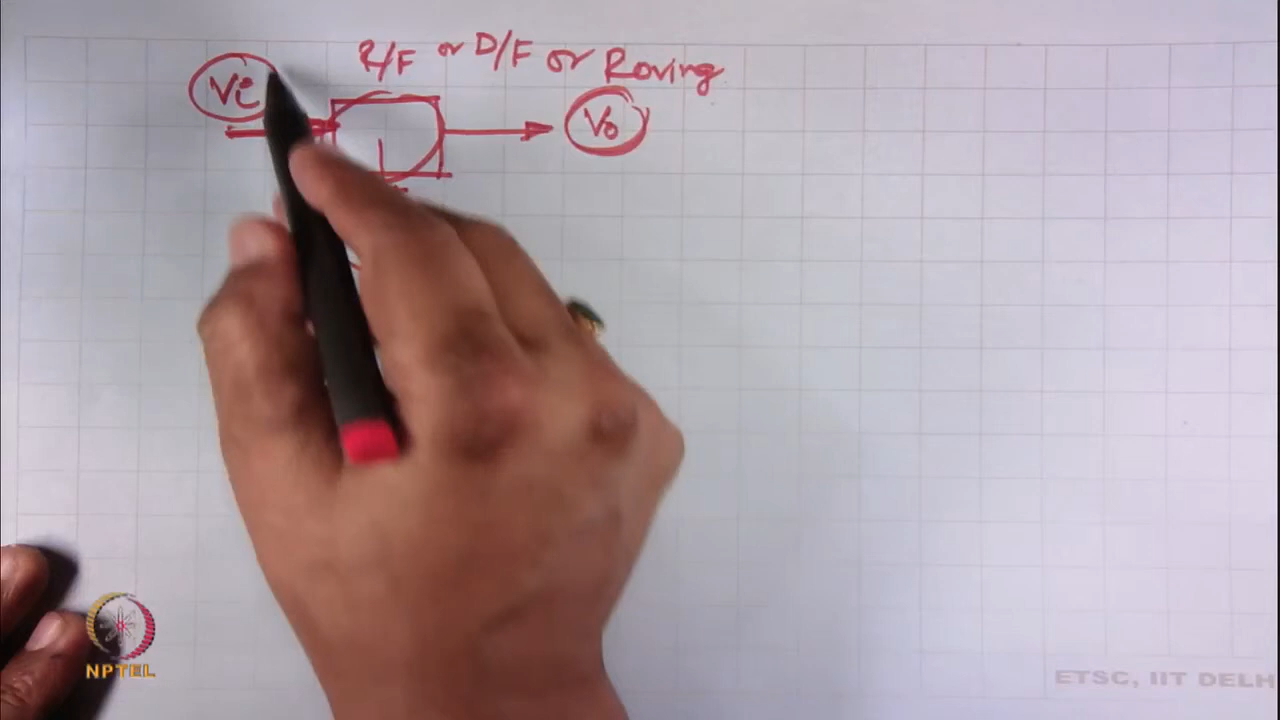 R/F or D/F or Roving
Vi
Vo
NPTEL
ETSC, IIT DELH